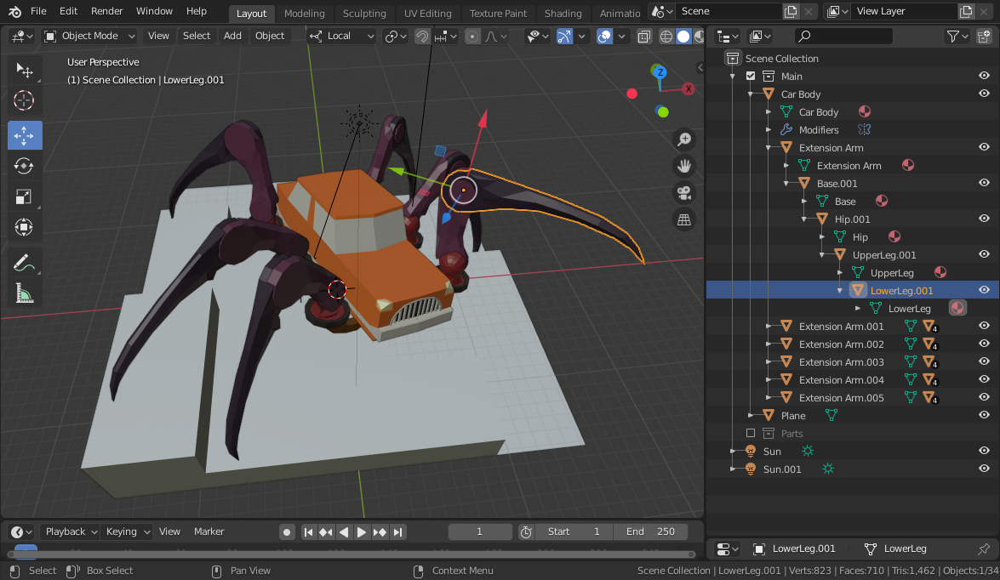 File Edit Render Window Help Layout Modeling Sculpting UV Editing Texture Paint Shading Animatio Scene View Layer
Object Mode View Select Add Object Local
User Perspective
(1) Scene Collection | LowerLeg.001
Z
X
Scene Collection
Main
Car Body
Car Body
Modifiers
Extension Arm
Extension Arm
Base.001
Base
Hip.001
Hip
UpperLeg.001
UpperLeg
LowerLeg.001
LowerLeg
Extension Arm.001 4
Extension Arm.002 4
Extension Arm.003 4
Extension Arm.004 4
Extension Arm.005 4
Plane
Parts
Sun
Sun.001
Playback Keying View Marker 1 Start 1 End 250
LowerLeg.001 LowerLeg
Select Box Select Pan View Context Menu Scene Collection | LowerLeg.001 | Verts:823 | Faces:710 | Tris:1,462 | Objects:1/34